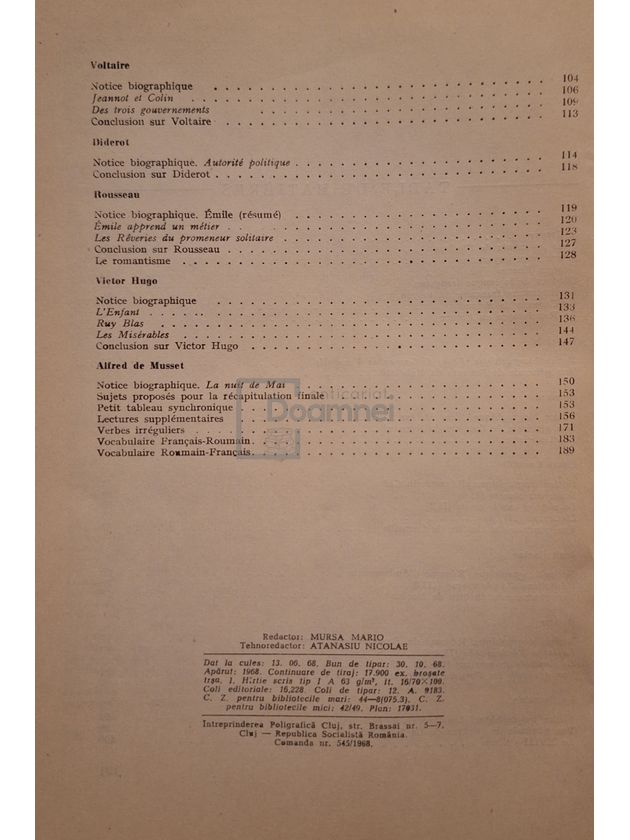 Voltaire
Notice biographique . . . . . . . . . . . . . . . . . . . . 104
Jeannot et Colin . . . . . . . . . . . . . . . . . . . . 106
Des trois gouvernements . . . . . . . . . . . . . . . . . 109
Conclusion sur Voltaire . . . . . . . . . . . . . . . . . . 113
Diderot
Notice biographique. Autorité politique . . . . . . . . . . . . . . 114
Conclusion sur Diderot . . . . . . . . . . . . . . . . . . . 118
Rousseau
Notice biographique. Émile (résumé) . . . . . . . . . . . . . . 119
Émile apprend un métier . . . . . . . . . . . . . . . . . . 120
Les Rêveries du promeneur solitaire . . . . . . . . . . . . . . . 123
Conclusion sur Rousseau . . . . . . . . . . . . . . . . . . 127
Le romantisme . . . . . . . . . . . . . . . . . . . . . 128
Victor Hugo
Notice biographique . . . . . . . . . . . . . . . . . . . . 131
L'Enfant . . . . . . . . . . . . . . . . . . . . . . 133
Ruy Blas . . . . . . . . . . . . . . . . . . . . . . 136
Les Misérables . . . . . . . . . . . . . . . . . . . . . 144
Conclusion sur Victor Hugo . . . . . . . . . . . . . . . . . 147
Alfred de Musset
Notice biographique. La nuit de Mai . . . . . . . . . . . . . . . 150
Sujets proposés pour la récapitulation finale . . . . . . . . . . . . 153
Petit tableau synchronique . . . . . . . . . . . . . . . . . 153
Lectures supplémentaires . . . . . . . . . . . . . . . . . . 156
Verbes irréguliers . . . . . . . . . . . . . . . . . . . . 171
Vocabulaire Français-Roumain . . . . . . . . . . . . . . . . . 183
Vocabulaire Roumain-Français . . . . . . . . . . . . . . . . . 189
anticariat
Doamnei
Redactor: MURSA MARIO
Tehnoredactor: ATANASIU NICOLAE
Dat la cules: 13. 06. 68. Bun de tipar: 30. 10. 68.
Apărut: 1968. Continuare de tiraj: 17.900 ex. broșate
trșa. 1. Hîrtie scris tip I A 63 g/m², ft. 16/70×100.
Coli editoriale: 16,228. Coli de tipar: 12. A. 9183.
C. Z. pentru bibliotecile mari: 44—8(075.3). C. Z.
pentru bibliotecile mici: 42/49. Plan: 17031.
Intreprinderea Poligrafică Cluj, str. Brassai nr. 5—7.
Cluj — Republica Socialistă România.
Comanda nr. 545/1968.